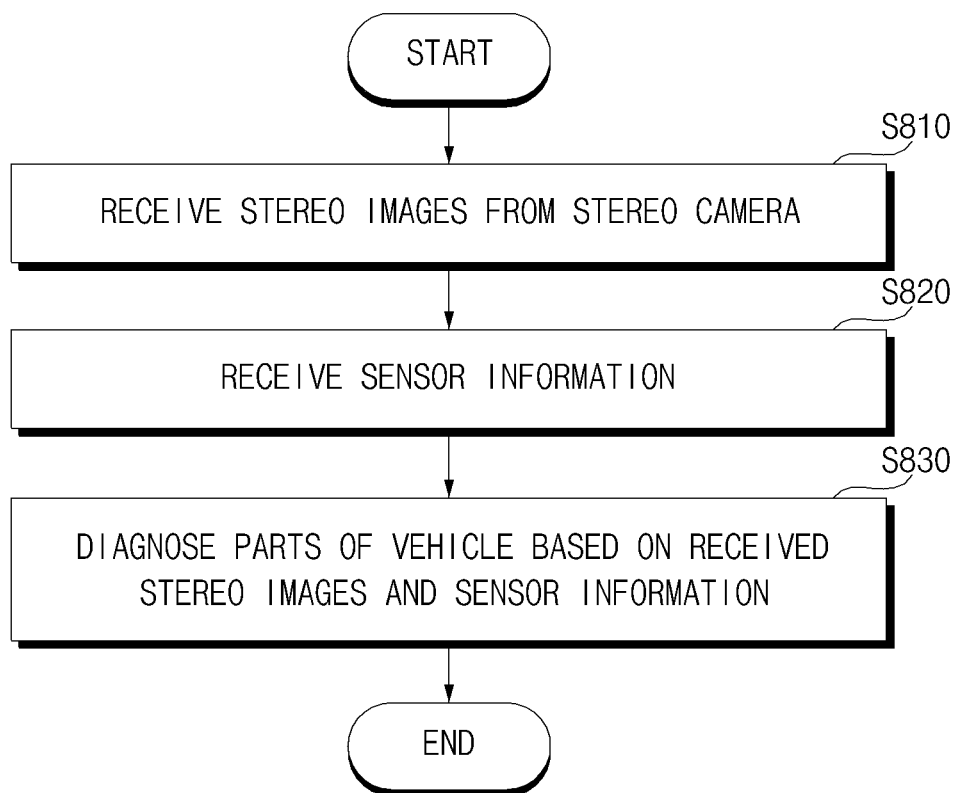 START
S810
RECEIVE STEREO IMAGES FROM STEREO CAMERA
S820
RECEIVE SENSOR INFORMATION
S830
DIAGNOSE PARTS OF VEHICLE BASED ON RECEIVED
STEREO IMAGES AND SENSOR INFORMATION
END